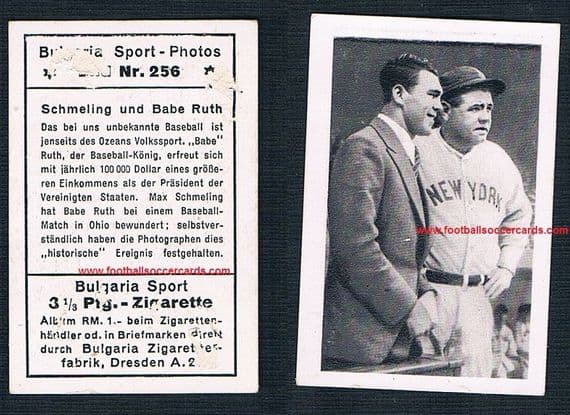 Bulgaria Sport - Photos
Nr. 256
Schmeling und Babe Ruth
Das bei uns unbekannte Baseball ist
jenseits des Ozeans Volkssport. „Babe"
Ruth, der Baseball-König, erfreut sich
mit jährlich 100 000 Dollar eines größe-
ren Einkommens als der Präsident der
Vereinigten Staaten. Max Schmeling
hat Babe Ruth bei einem Baseball-
Match in Ohio bewundert; selbstver-
ständlich haben die Photographen dies
„historische" Ereignis festgehalten.
www.footballsoccercards.com
Bulgaria Sport
3 1/3 Pfg. - Zigarette
Album RM. 1.- beim Zigaretten-
händler od. in Briefmarken direkt
durch Bulgaria Zigaretten-
fabrik, Dresden A. 2
NEW YORK
www.footballsoccercards.com